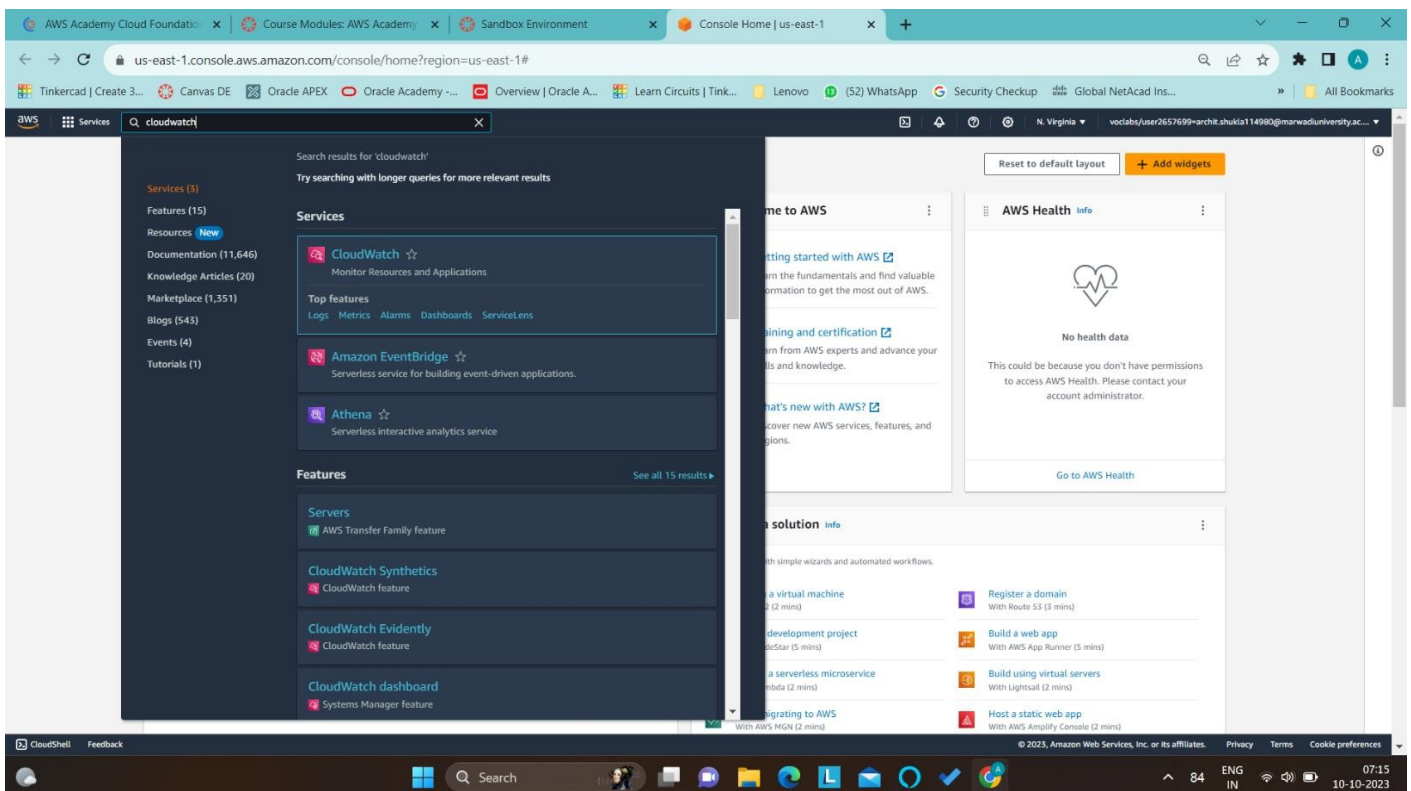 AWS Academy Cloud Foundatio
Course Modules: AWS Academy
Sandbox Environment
Console Home | us-east-1
us-east-1.console.aws.amazon.com/console/home?region=us-east-1#
A
Tinkercad | Create 3...
Canvas DE
Oracle APEX
Oracle Academy -...
Overview | Oracle A...
Learn Circuits | Tink...
Lenovo
(52) WhatsApp
Security Checkup
Global NetAcad Ins...
»
All Bookmarks
aws
Services
cloudwatch
N. Virginia
voclabs/user2657699=archit.shukla114980@marwadiuniversity.ac....
Search results for 'cloudwatch'
Try searching with longer queries for more relevant results
Services (3)
Features (15)
Resources New
Documentation (11,646)
Knowledge Articles (20)
Marketplace (1,351)
Blogs (543)
Events (4)
Tutorials (1)
Services
CloudWatch
Monitor Resources and Applications
Top features
Logs Metrics Alarms Dashboards ServiceLens
Amazon EventBridge
Serverless service for building event-driven applications.
Athena
Serverless interactive analytics service
Features
See all 15 results
Servers
AWS Transfer Family feature
CloudWatch Synthetics
CloudWatch feature
CloudWatch Evidently
CloudWatch feature
CloudWatch dashboard
Systems Manager feature
Reset to default layout
+ Add widgets
me to AWS
tting started with AWS
arn the fundamentals and find valuable
ormation to get the most out of AWS.
aining and certification
arn from AWS experts and advance your
lls and knowledge.
hat's new with AWS?
scover new AWS services, features, and
gions.
AWS Health Info
No health data
This could be because you don't have permissions
to access AWS Health. Please contact your
account administrator.
Go to AWS Health
a solution Info
ith simple wizards and automated workflows.
a virtual machine
2 (2 mins)
development project
deStar (5 mins)
a serverless microservice
mbda (2 mins)
igrating to AWS
With AWS MGN (2 mins)
Register a domain
With Route 53 (3 mins)
Build a web app
With AWS App Runner (5 mins)
Build using virtual servers
With Lightsail (2 mins)
Host a static web app
With AWS Amplify Console (2 mins)
CloudShell
Feedback
© 2023, Amazon Web Services, Inc. or its affiliates.
Privacy
Terms
Cookie preferences
Search
L
84
ENG
IN
07:15
10-10-2023